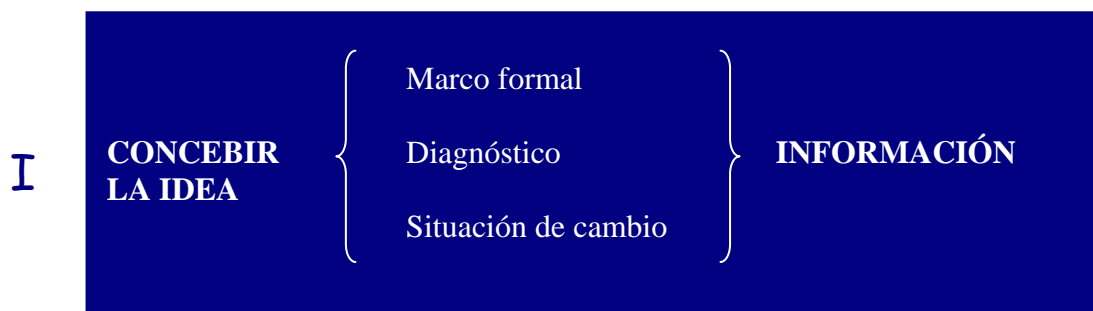 I
CONCEBIR
LA IDEA
Marco formal
Diagnóstico
Situación de cambio
INFORMACIÓN